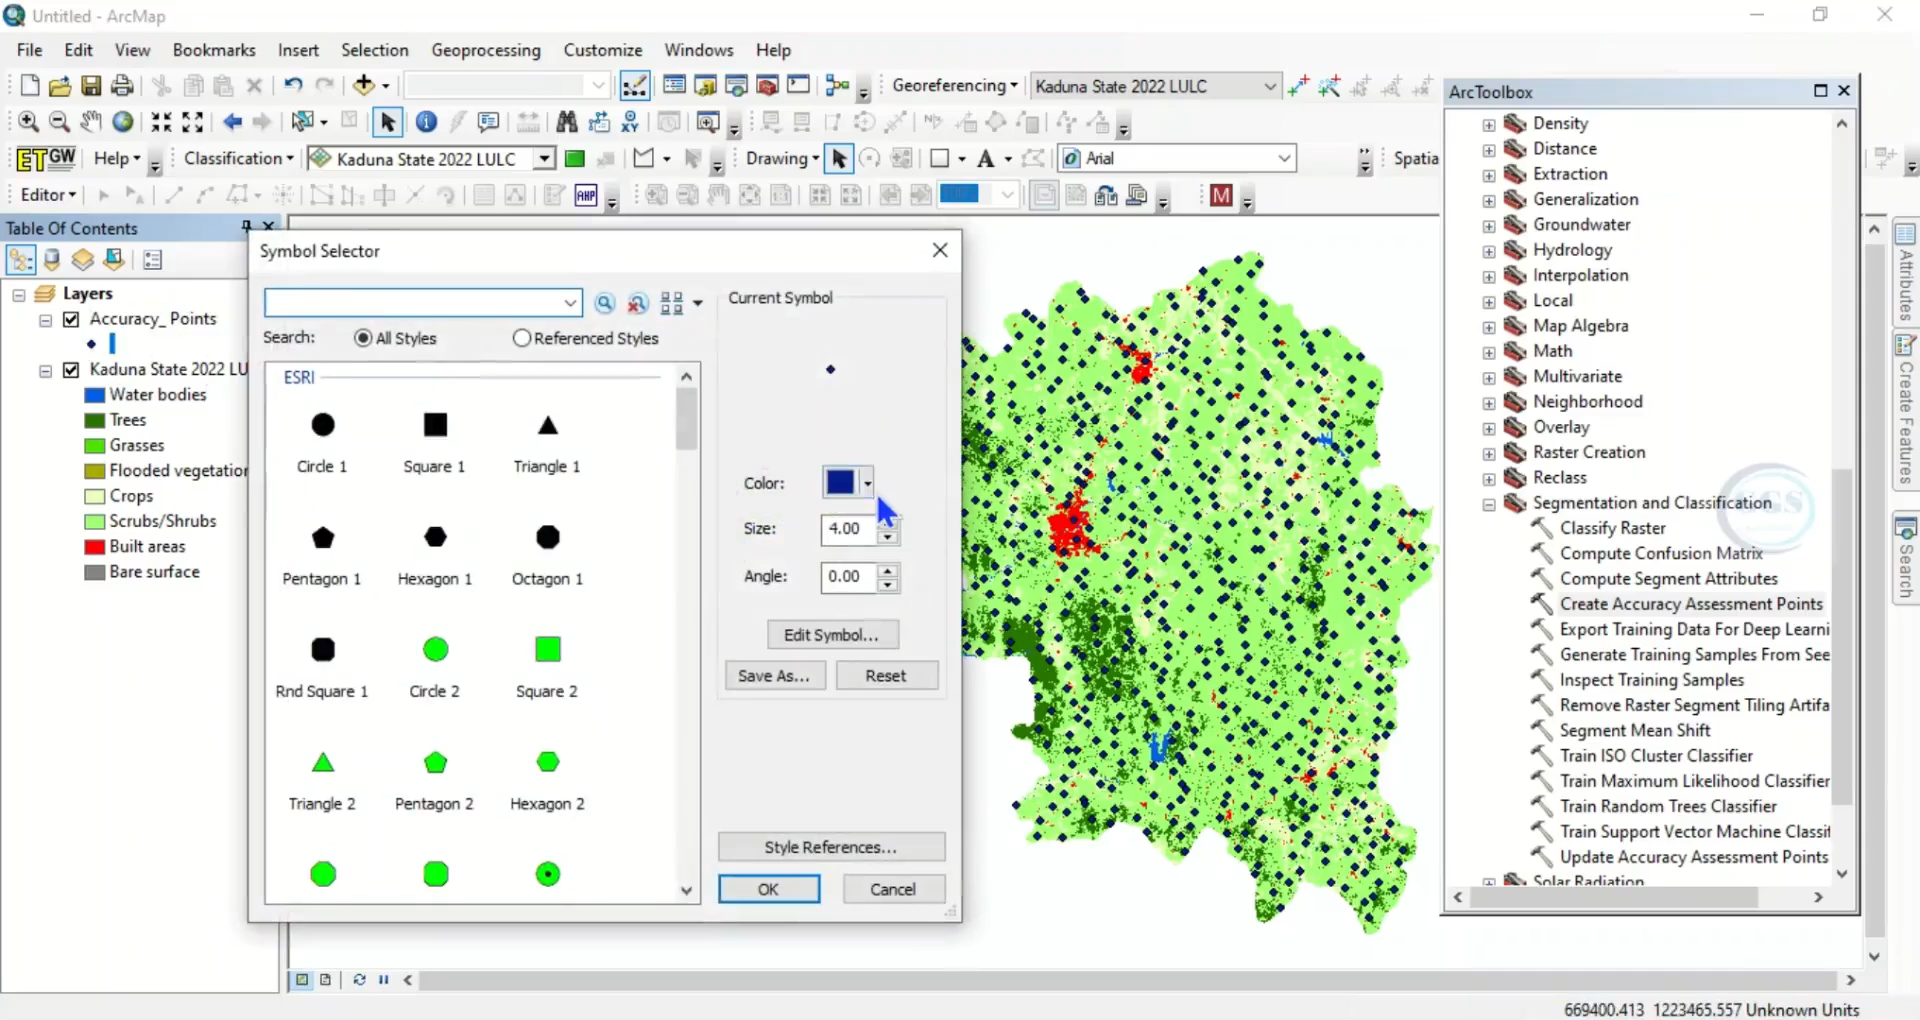 Untitled - ArcMap
File Edit View Bookmarks Insert Selection Geoprocessing Customize Windows Help
Georeferencing Kaduna State 2022 LULC
ArcToolbox
ET GW Help Classification Kaduna State 2022 LULC Drawing A Arial Spatia
Editor AHP M
Table Of Contents
Layers
Accuracy_ Points
Kaduna State 2022 LU
Water bodies
Trees
Grasses
Flooded vegetation
Crops
Scrubs/Shrubs
Built areas
Bare surface
Symbol Selector
Search: All Styles Referenced Styles
ESRI
Circle 1 Square 1 Triangle 1
Pentagon 1 Hexagon 1 Octagon 1
Rnd Square 1 Circle 2 Square 2
Triangle 2 Pentagon 2 Hexagon 2
Current Symbol
Color:
Size: 4.00
Angle: 0.00
Edit Symbol...
Save As... Reset
Style References...
OK Cancel
Density
Distance
Extraction
Generalization
Groundwater
Hydrology
Interpolation
Local
Map Algebra
Math
Multivariate
Neighborhood
Overlay
Raster Creation
Reclass
Segmentation and Classification
Classify Raster
Compute Confusion Matrix
Compute Segment Attributes
Create Accuracy Assessment Points
Export Training Data For Deep Learni
Generate Training Samples From See
Inspect Training Samples
Remove Raster Segment Tiling Artifa
Segment Mean Shift
Train ISO Cluster Classifier
Train Maximum Likelihood Classifier
Train Random Trees Classifier
Train Support Vector Machine Classif
Update Accuracy Assessment Points
Solar Radiation
Attributes
Create Features
Search
669400.413 1223465.557 Unknown Units